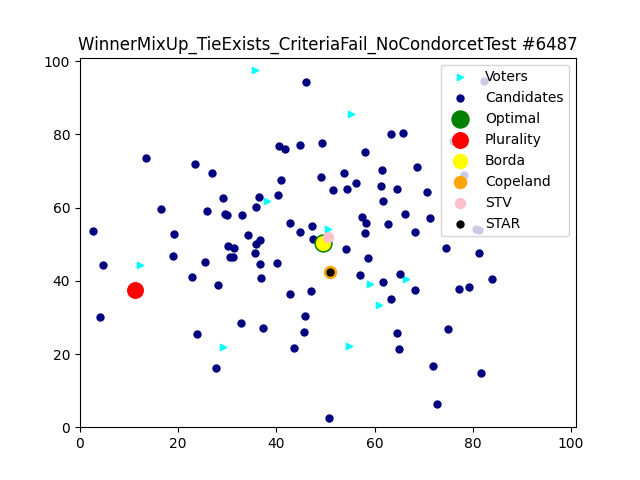 WinnerMixUp_TieExists_CriteriaFail_NoCondorcetTest #6487
100
80
60
40
20
0
0 20 40 60 80 100
Voters
Candidates
Optimal
Plurality
Borda
Copeland
STV
STAR